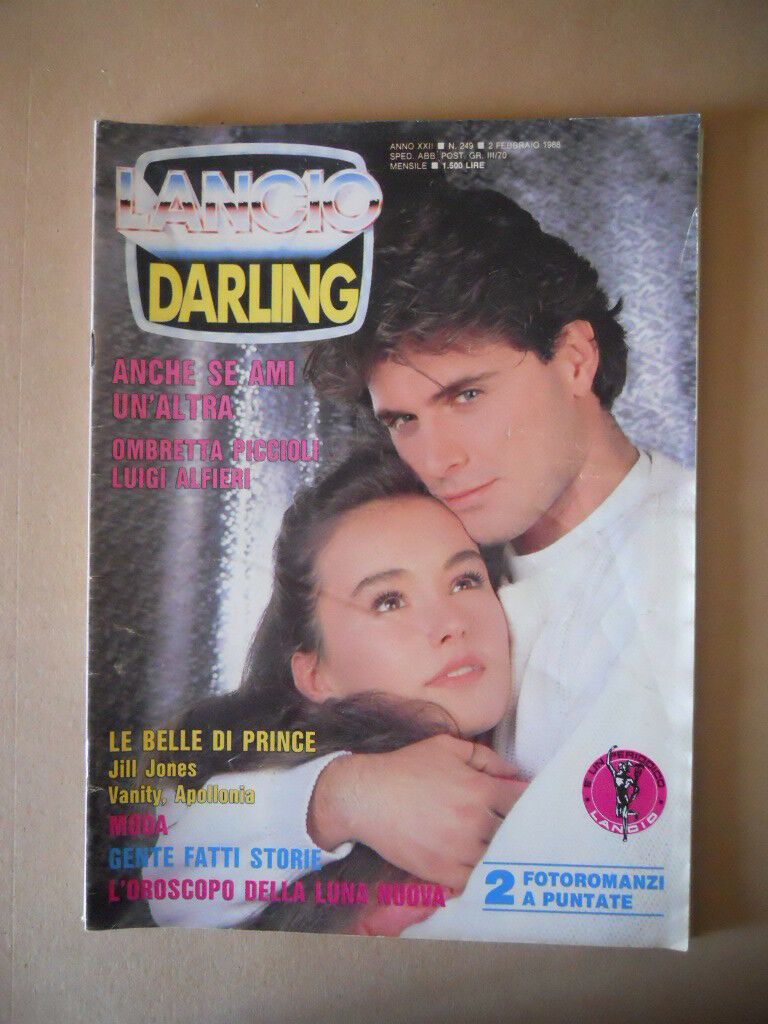 ANNO XXII ■ N. 249 ■ 2 FEBBRAIO 1988
SPED. ABB. POST. GR. III/70
MENSILE ■ 1.500 LIRE
LANCIO
DARLING
ANCHE SE AMI
UN'ALTRA
OMBRETTA PICCIOLI
LUIGI ALFIERI
LE BELLE DI PRINCE
Jill Jones
Vanity, Apollonia
MODA
GENTE FATTI STORIE
L'OROSCOPO DELLA LUNA NUOVA
E UN PERIODICO
LANCIO
2 FOTOROMANZI
A PUNTATE